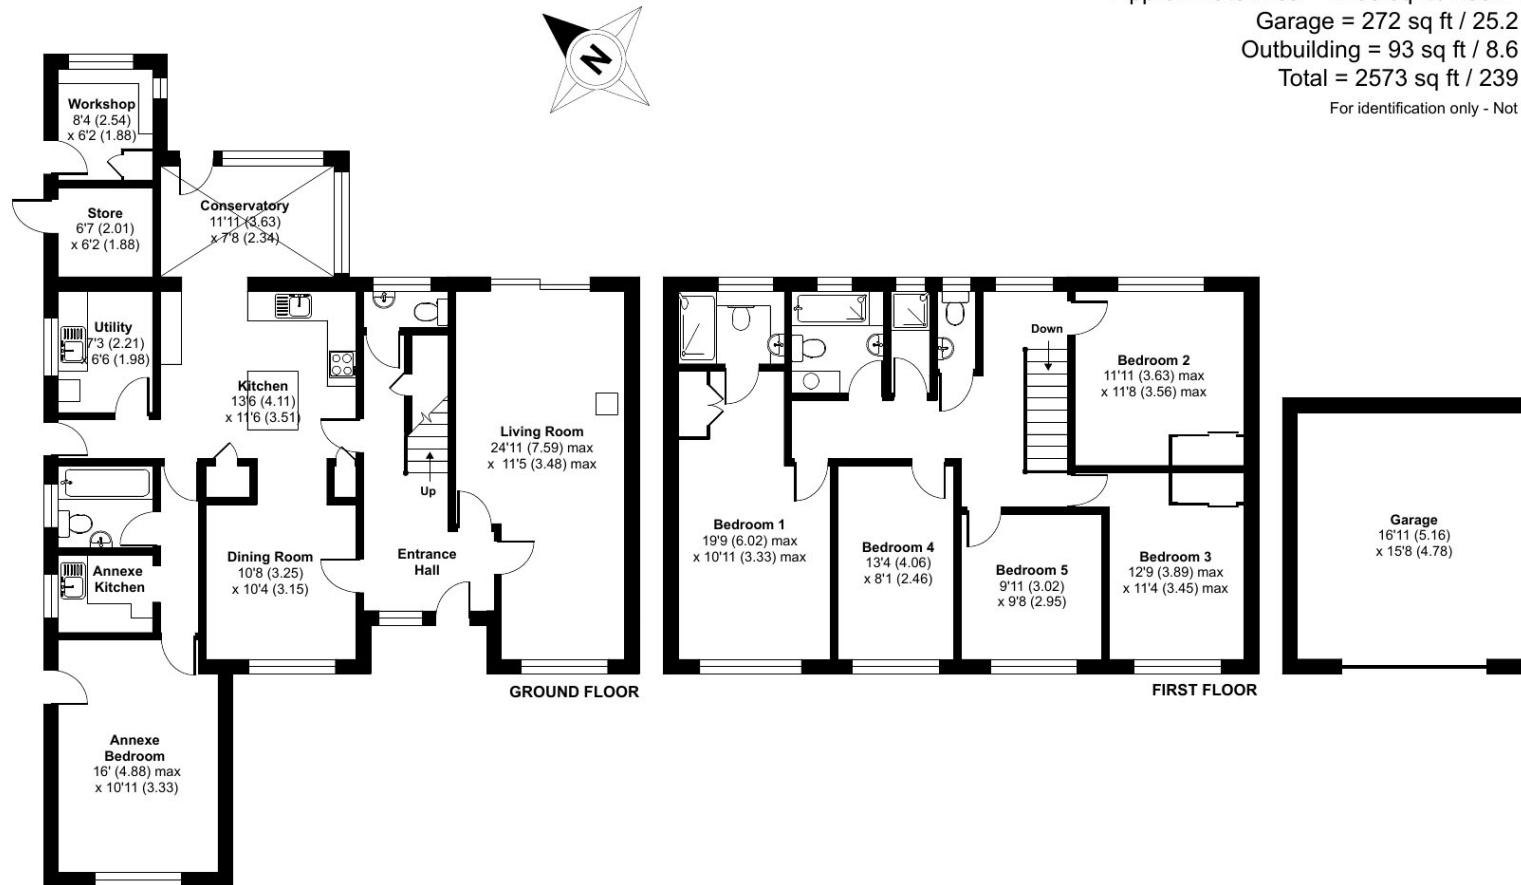 Garage = 272 sq ft / 25.2
Outbuilding = 93 sq ft / 8.6
Total = 2573 sq ft / 239
For identification only - Not
N
Workshop
8'4 (2.54)
x 6'2 (1.88)
Store
6'7 (2.01)
x 6'2 (1.88)
Conservatory
11'11 (3.63)
x 7'8 (2.34)
Utility
7'3 (2.21)
x 6'6 (1.98)
Kitchen
13'6 (4.11)
x 11'6 (3.51)
Living Room
24'11 (7.59) max
x 11'5 (3.48) max
Up
Dining Room
10'8 (3.25)
x 10'4 (3.15)
Entrance
Hall
Annexe
Kitchen
Annexe
Bedroom
16' (4.88) max
x 10'11 (3.33)
GROUND FLOOR
Down
Bedroom 2
11'11 (3.63) max
x 11'8 (3.56) max
Bedroom 1
19'9 (6.02) max
x 10'11 (3.33) max
Bedroom 4
13'4 (4.06)
x 8'1 (2.46)
Bedroom 5
9'11 (3.02)
x 9'8 (2.95)
Bedroom 3
12'9 (3.89) max
x 11'4 (3.45) max
FIRST FLOOR
Garage
16'11 (5.16)
x 15'8 (4.78)